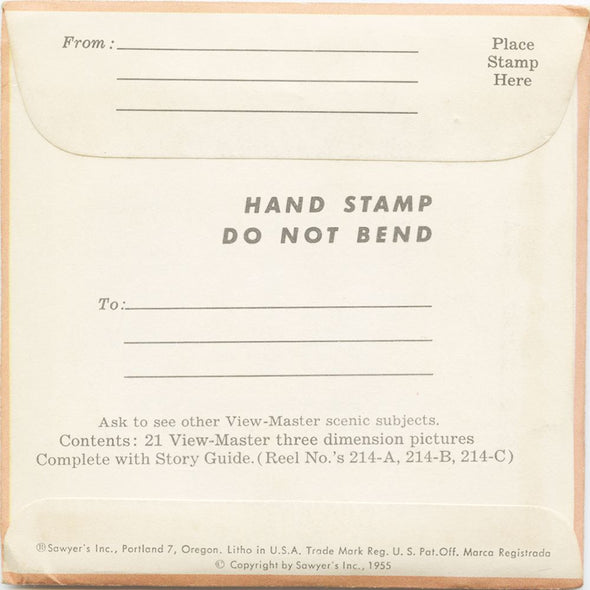 From:
Place
Stamp
Here
HAND STAMP
DO NOT BEND
To:
Ask to see other View-Master scenic subjects.
Contents: 21 View-Master three dimension pictures
Complete with Story Guide.(Reel No.'s 214-A, 214-B, 214-C)
®Sawyer's Inc., Portland 7, Oregon. Litho in U.S.A. Trade Mark Reg. U. S. Pat.Off. Marca Registrada
© Copyright by Sawyer's Inc., 1955